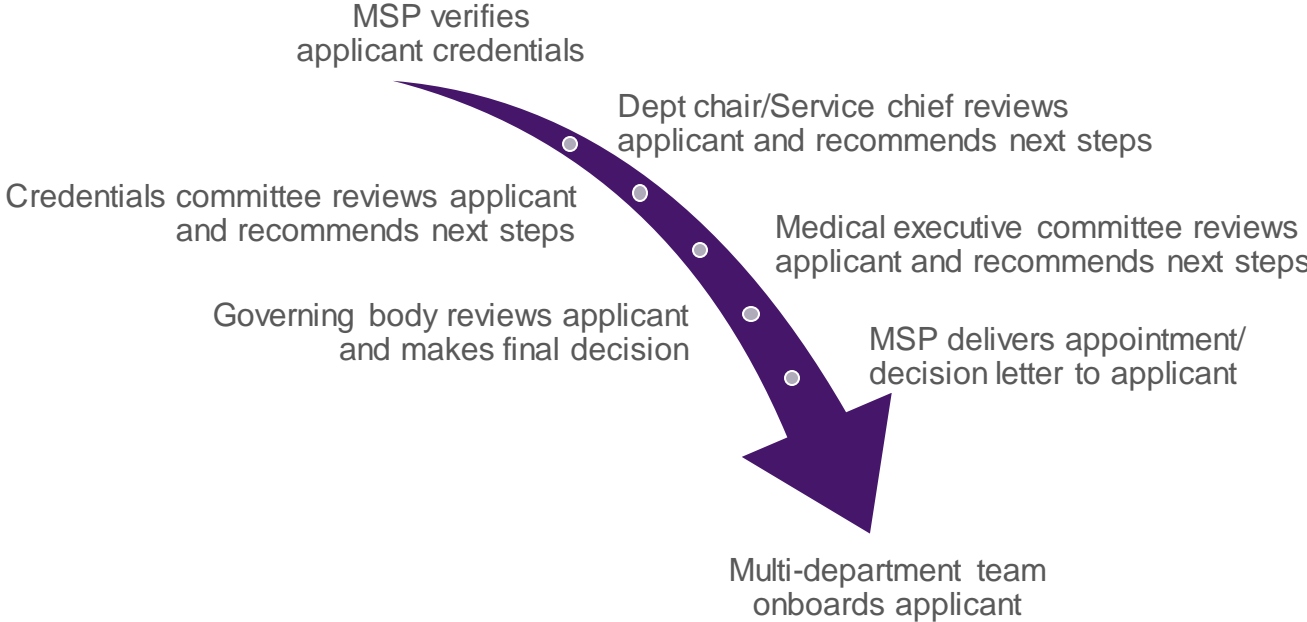 MSP verifies
applicant credentials
Dept chair/Service chief reviews
applicant and recommends next steps
Credentials committee reviews applicant
and recommends next steps
Medical executive committee reviews
applicant and recommends next steps
Governing body reviews applicant
and makes final decision
MSP delivers appointment/
decision letter to applicant
Multi-department team
onboards applicant